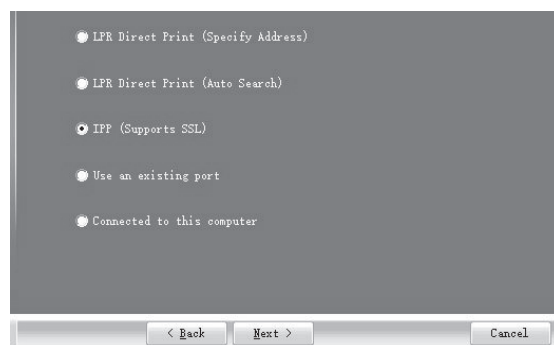 LPR Direct Print (Specify Address)
LPR Direct Print (Auto Search)
IPP (Supports SSL)
Use an existing port
Connected to this computer
< Back Next > Cancel